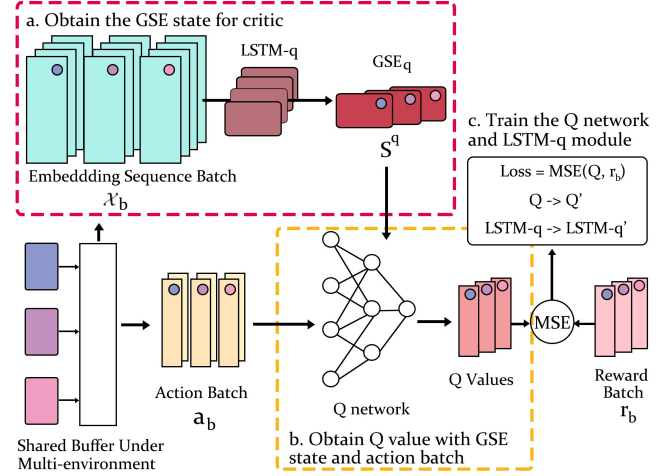 a. Obtain the GSE state for critic
LSTM-q
GSEq
Embeddding Sequence Batch
𝒳b
S^q
c. Train the Q network
and LSTM-q module
Loss = MSE(Q, rb)
Q -> Q'
LSTM-q -> LSTM-q'
MSE
Action Batch
ab
Q network
Q Values
Reward
Batch
rb
Shared Buffer Under
Multi-environment
b. Obtain Q value with GSE
state and action batch